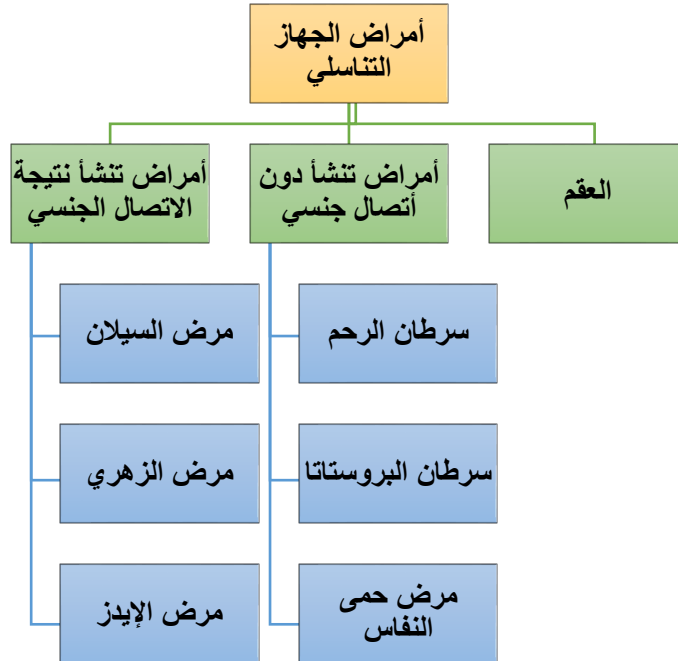 أمراض الجهاز
التناسلي
العقم
أمراض تنشأ دون
أتصال جنسي
أمراض تنشأ نتيجة
الاتصال الجنسي
سرطان الرحم
سرطان البروستاتا
مرض حمى
النفاس
مرض السيلان
مرض الزهري
مرض الإيدز